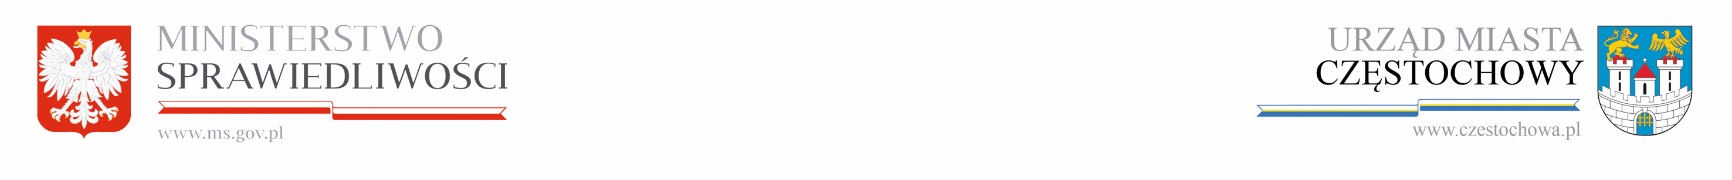 MINISTERSTWO
SPRAWIEDLIWOŚCI
www.ms.gov.pl
URZĄD MIASTA
CZĘSTOCHOWY
www.czestochowa.pl